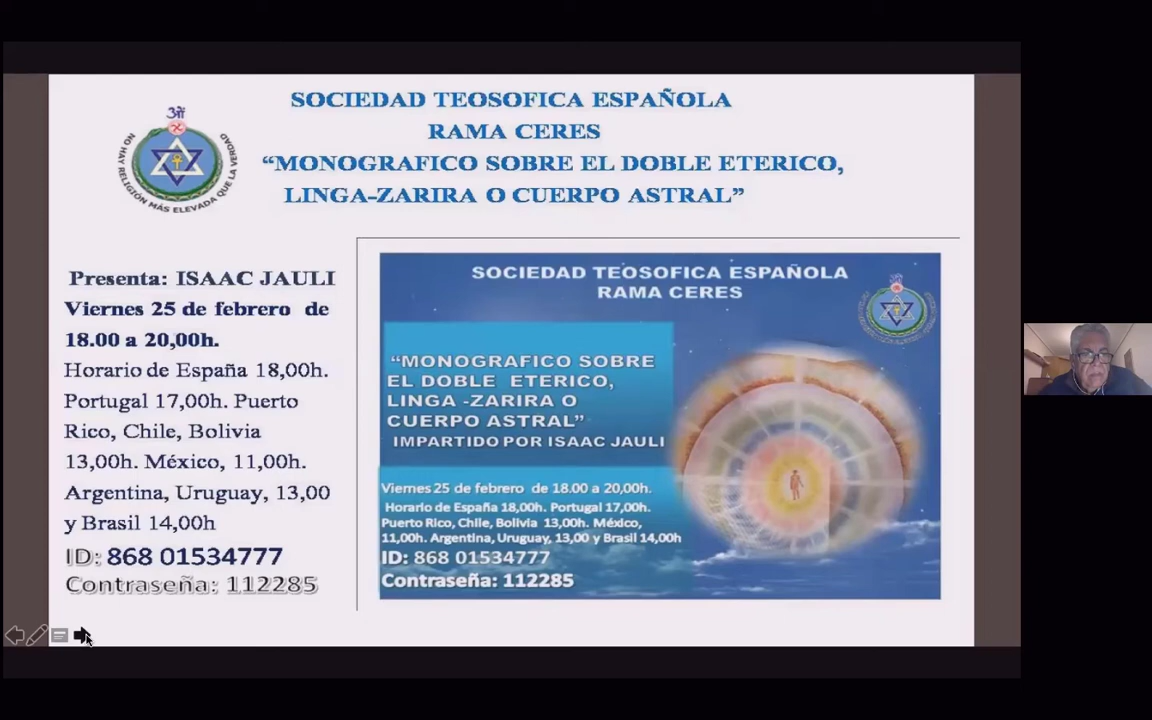 SOCIEDAD TEOSOFICA ESPAÑOLA
RAMA CERES
“MONOGRAFICO SOBRE EL DOBLE ETERICO,
LINGA-ZARIRA O CUERPO ASTRAL”
ओं
NO HAY RELIGIÓN MÁS ELEVADA QUE LA VERDAD
Presenta: ISAAC JAULI
Viernes 25 de febrero de
18.00 a 20,00h.
Horario de España 18,00h.
Portugal 17,00h. Puerto
Rico, Chile, Bolivia
13,00h. México, 11,00h.
Argentina, Uruguay, 13,00
y Brasil 14,00h
ID: 868 01534777
Contraseña: 112285
SOCIEDAD TEOSOFICA ESPAÑOLA
RAMA CERES
“MONOGRAFICO SOBRE
EL DOBLE ETERICO,
LINGA -ZARIRA O
CUERPO ASTRAL”
IMPARTIDO POR ISAAC JAULI
Viernes 25 de febrero de 18.00 a 20,00h.
Horario de España 18,00h. Portugal 17,00h.
Puerto Rico, Chile, Bolivia 13,00h. México,
11,00h. Argentina, Uruguay, 13,00 y Brasil 14,00h
ID: 868 01534777
Contraseña: 112285